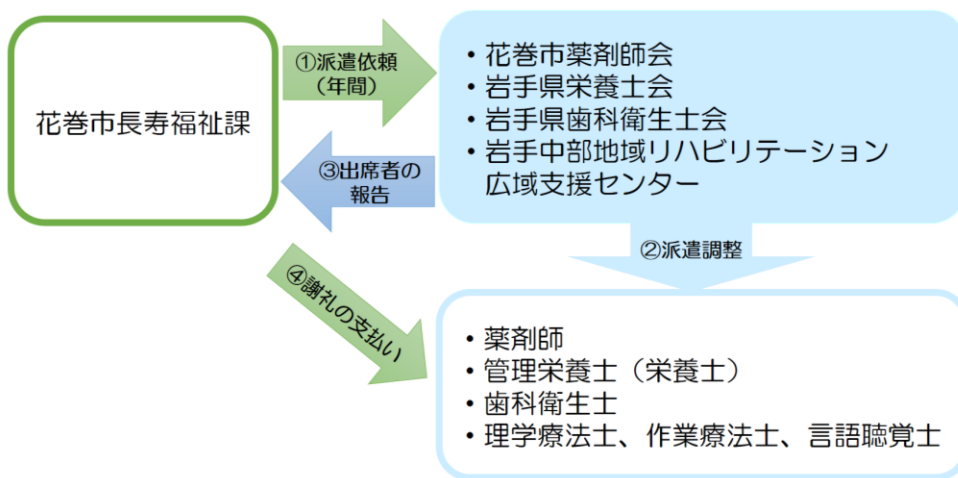 花巻市長寿福祉課
①派遣依頼
（年間）
・花巻市薬剤師会
・岩手県栄養士会
・岩手県歯科衛生士会
・岩手中部地域リハビリテーション
広域支援センター
③出席者の
報告
②派遣調整
④謝礼の支払い
・薬剤師
・管理栄養士（栄養士）
・歯科衛生士
・理学療法士、作業療法士、言語聴覚士